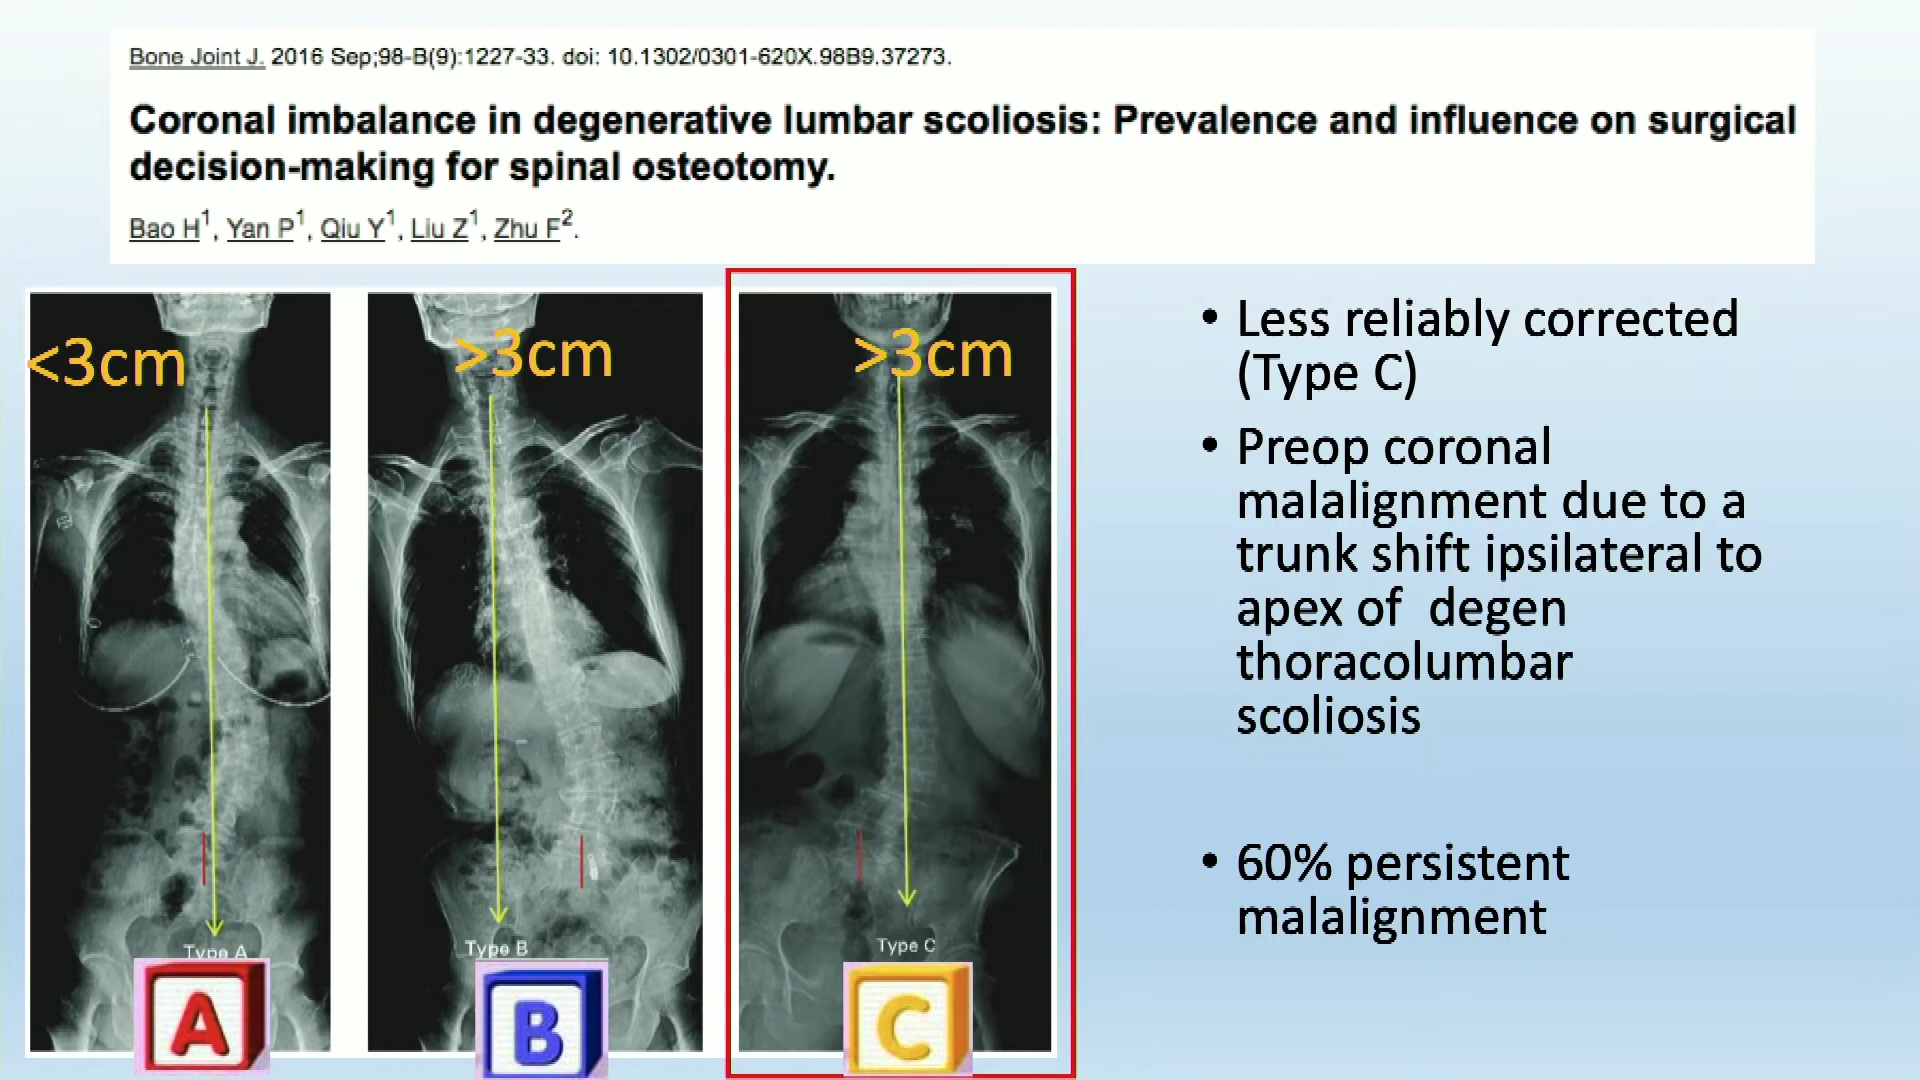 Bone Joint J. 2016 Sep;98-B(9):1227-33. doi: 10.1302/0301-620X.98B9.37273.
Coronal imbalance in degenerative lumbar scoliosis: Prevalence and influence on surgical
decision-making for spinal osteotomy.
Bao H1, Yan P1, Qiu Y1, Liu Z1, Zhu F2.
<3cm
>3cm
>3cm
Type A
Type B
Type C
A
B
C
• Less reliably corrected
(Type C)
• Preop coronal
malalignment due to a
trunk shift ipsilateral to
apex of degen
thoracolumbar
scoliosis
• 60% persistent
malalignment